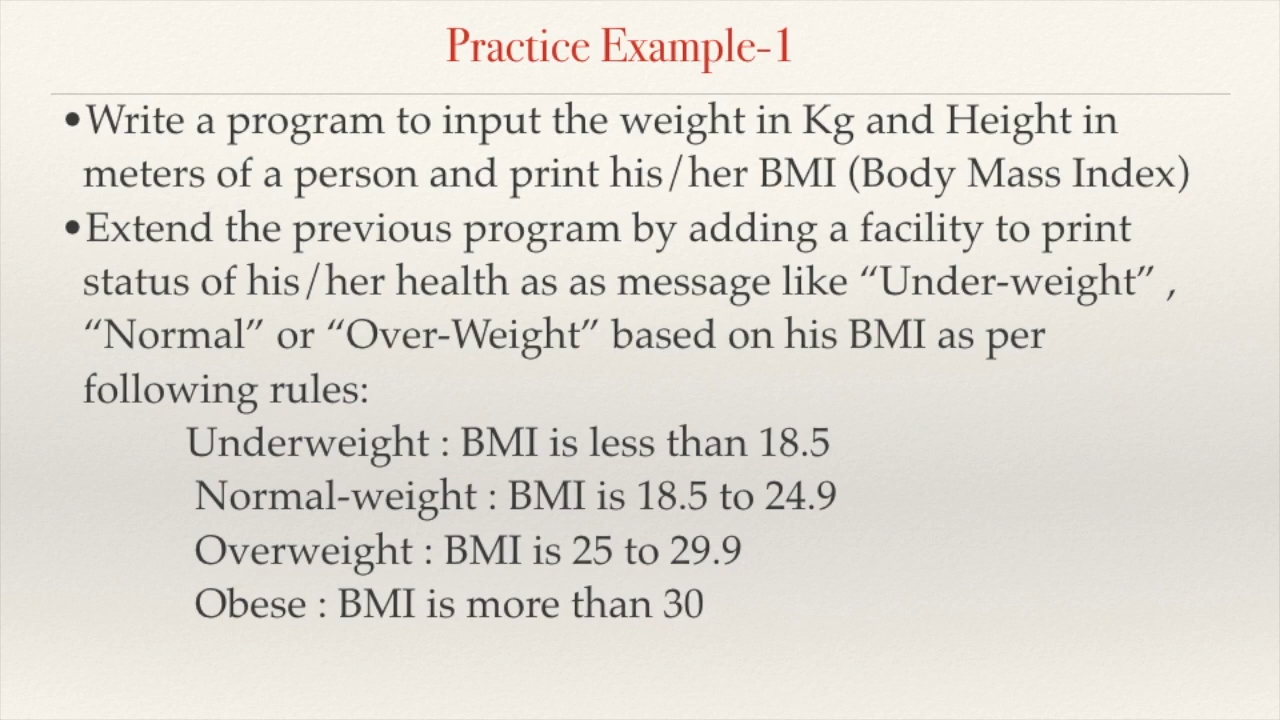 Practice Example-1
•Write a program to input the weight in Kg and Height in
meters of a person and print his/her BMI (Body Mass Index)
•Extend the previous program by adding a facility to print
status of his/her health as as message like “Under-weight” ,
“Normal” or “Over-Weight” based on his BMI as per
following rules:
Underweight : BMI is less than 18.5
Normal-weight : BMI is 18.5 to 24.9
Overweight : BMI is 25 to 29.9
Obese : BMI is more than 30